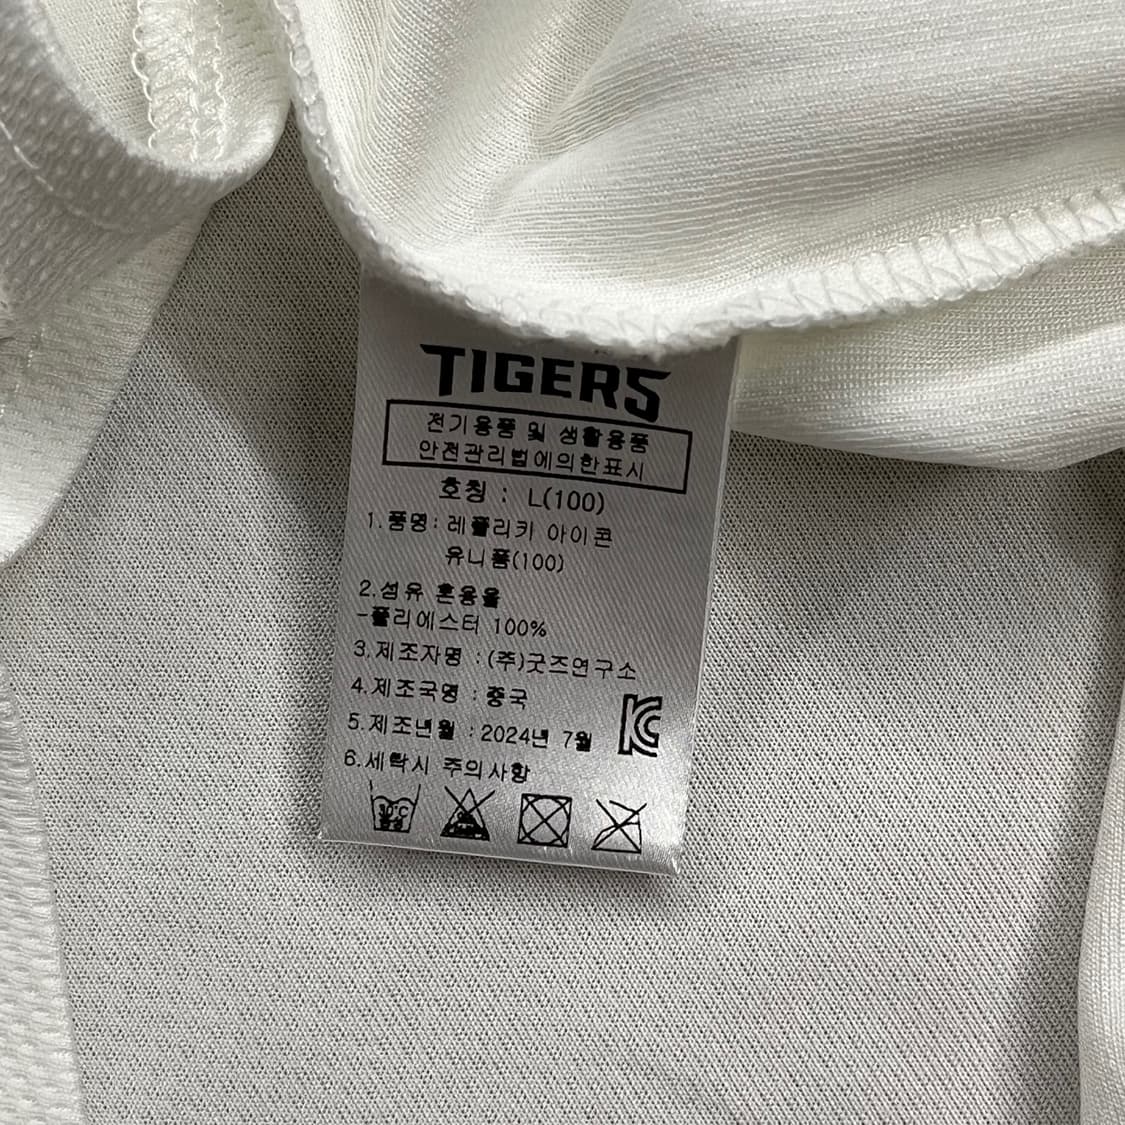 TIGERS
전기용품 및 생활용품
안전관리법에의한표시
호칭 : L(100)
1.품명: 레플리카 아이콘
유니폼(100)
2.섬유 혼용율
-폴리에스터 100%
3.제조자명 :(주)굿즈연구소
4.제조국명 : 중국
5.제조년월 :2024년 7월
6.세탁시 주의사항